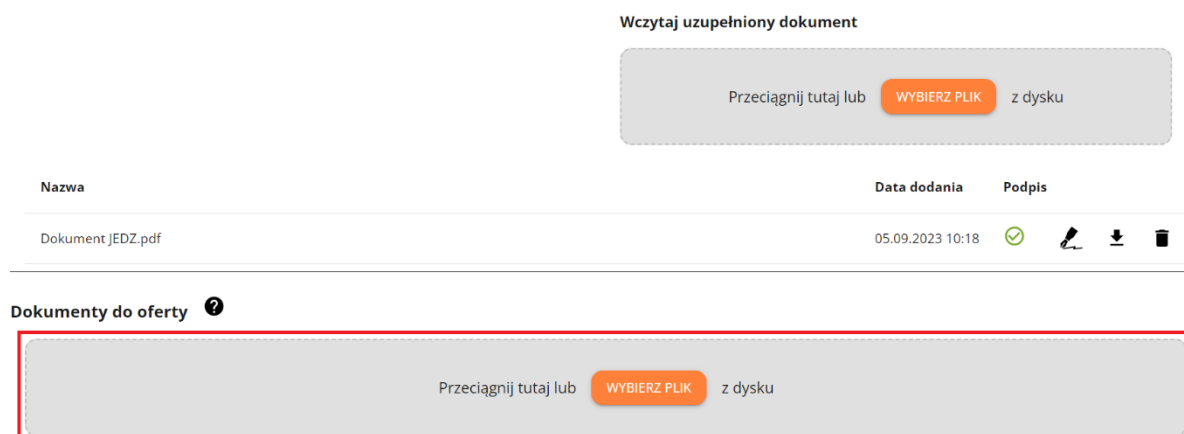 Wczytaj uzupełniony dokument
Przeciągnij tutaj lub WYBIERZ PLIK z dysku
Nazwa Data dodania Podpis
Dokument JEDZ.pdf 05.09.2023 10:18
Dokumenty do oferty ?
Przeciągnij tutaj lub WYBIERZ PLIK z dysku